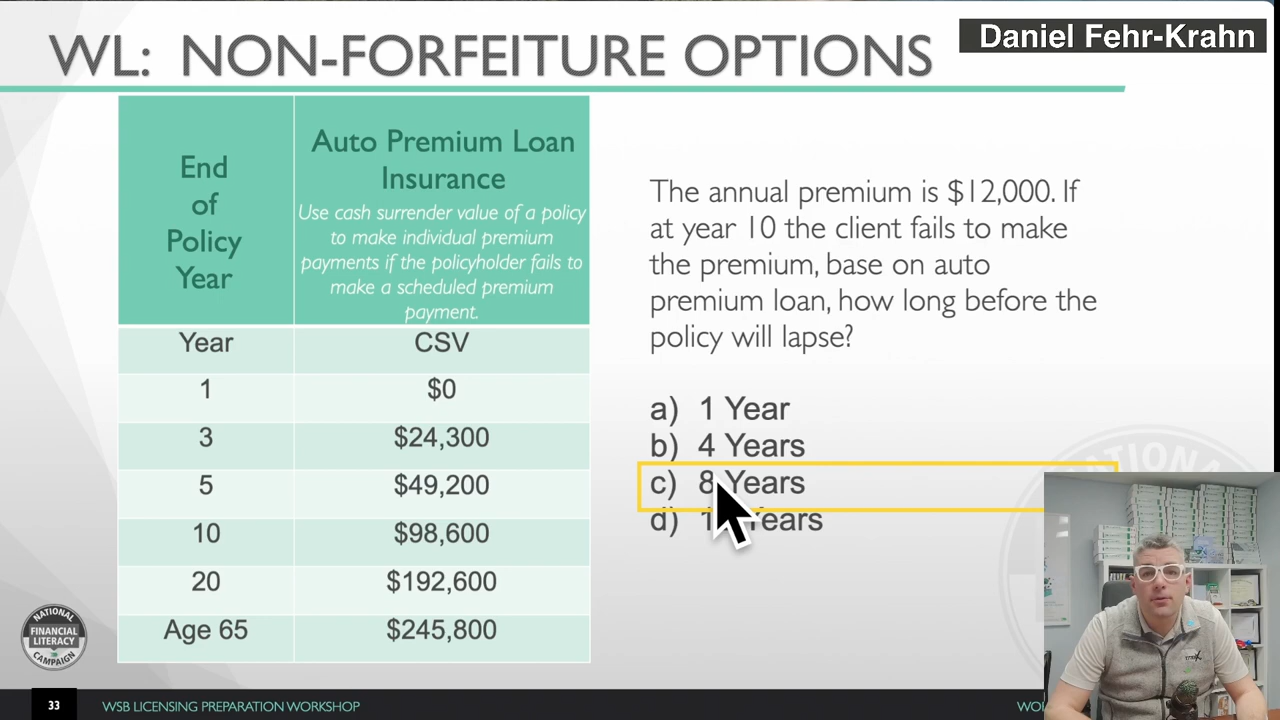 WL: NON-FORFEITURE OPTIONS
Daniel Fehr-Krahn
End
of
Policy
Year
Auto Premium Loan
Insurance
Use cash surrender value of a policy
to make individual premium
payments if the policyholder fails to
make a scheduled premium
payment.
Year CSV
1 $0
3 $24,300
5 $49,200
10 $98,600
20 $192,600
Age 65 $245,800
The annual premium is $12,000. If
at year 10 the client fails to make
the premium, base on auto
premium loan, how long before the
policy will lapse?
a) 1 Year
b) 4 Years
c) 8 Years
d) Years
NATIONAL
FINANCIAL
LITERACY
CAMPAIGN
NATIONAL
33 WSB LICENSING PREPARATION WORKSHOP